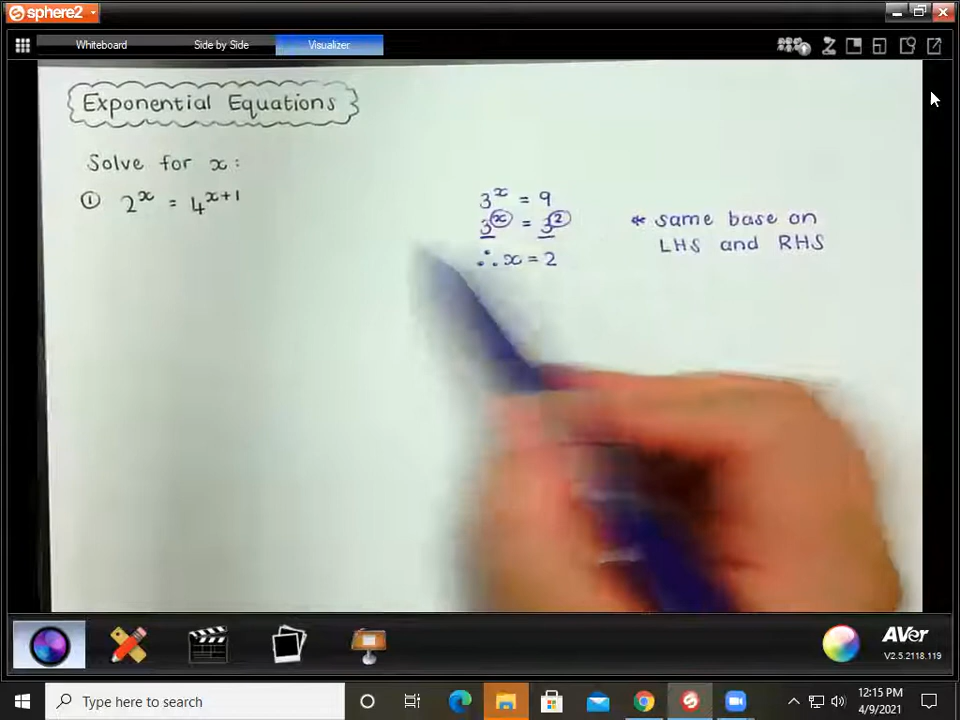 sphere2
Whiteboard
Side by Side
Visualizer
Exponential Equations
Solve for x:
① 2^x = 4^{x+1}
3^x = 9
3^x = 3^2
∴ x = 2
* same base on
LHS and RHS
AVer
V2.5.2118.119
Type here to search
12:15 PM
4/9/2021